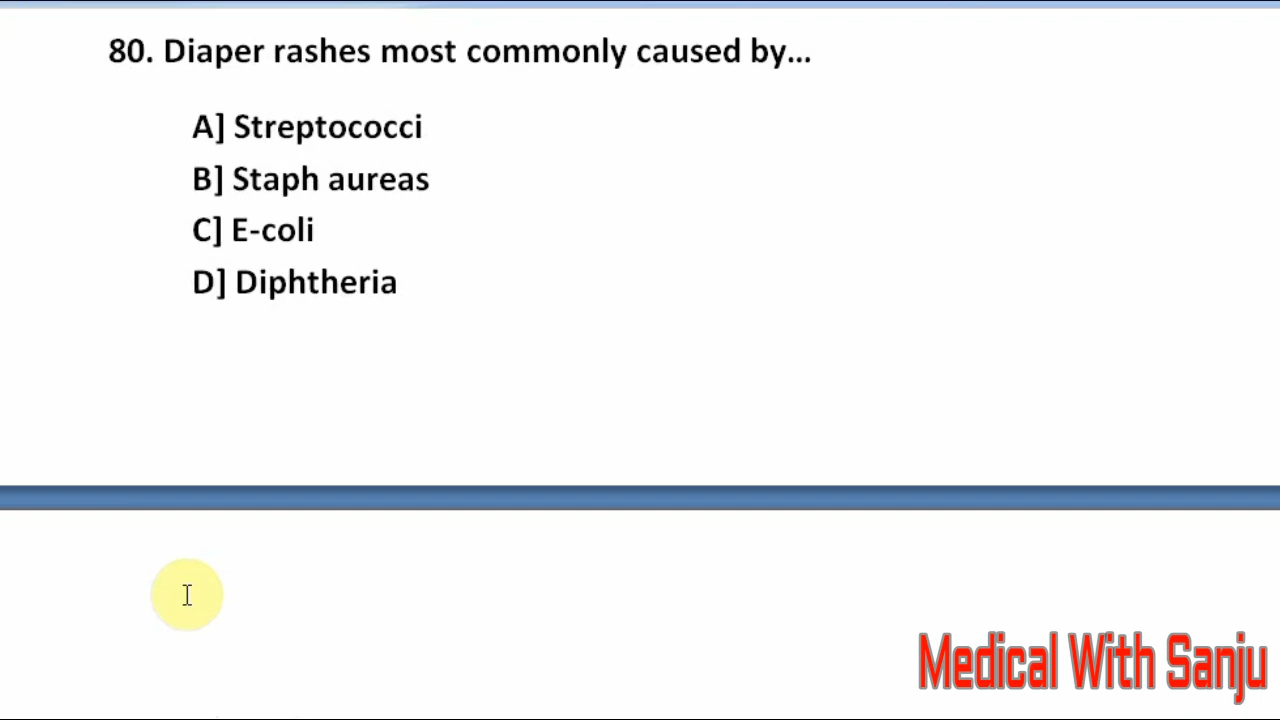 80. Diaper rashes most commonly caused by...
A] Streptococci
B] Staph aureas
C] E-coli
D] Diphtheria
Medical With Sanju